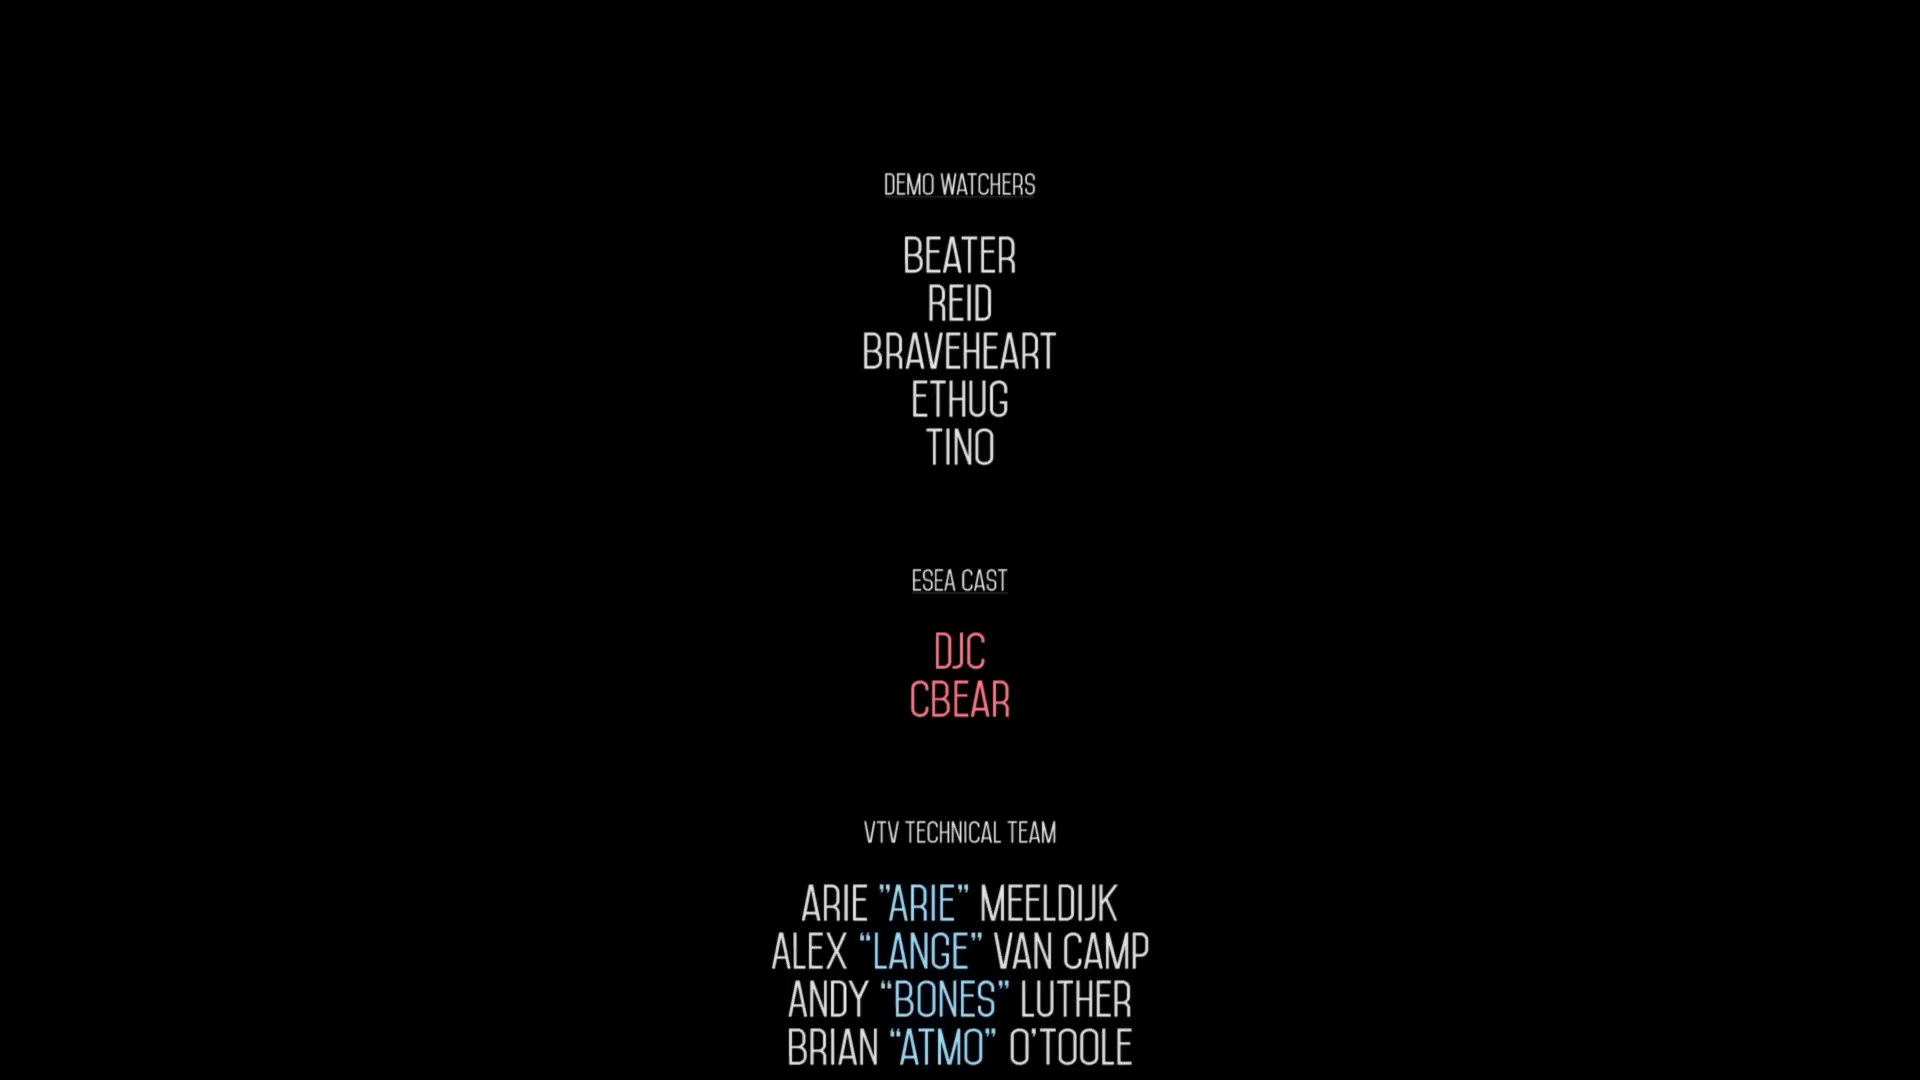 DEMO WATCHERS
BEATER
REID
BRAVEHEART
ETHUG
TINO
ESEA CAST
DJC
CBEAR
VTV TECHNICAL TEAM
ARIE ”ARIE” MEELDIJK
ALEX “LANGE” VAN CAMP
ANDY “BONES” LUTHER
BRIAN “ATMO” O’TOOLE